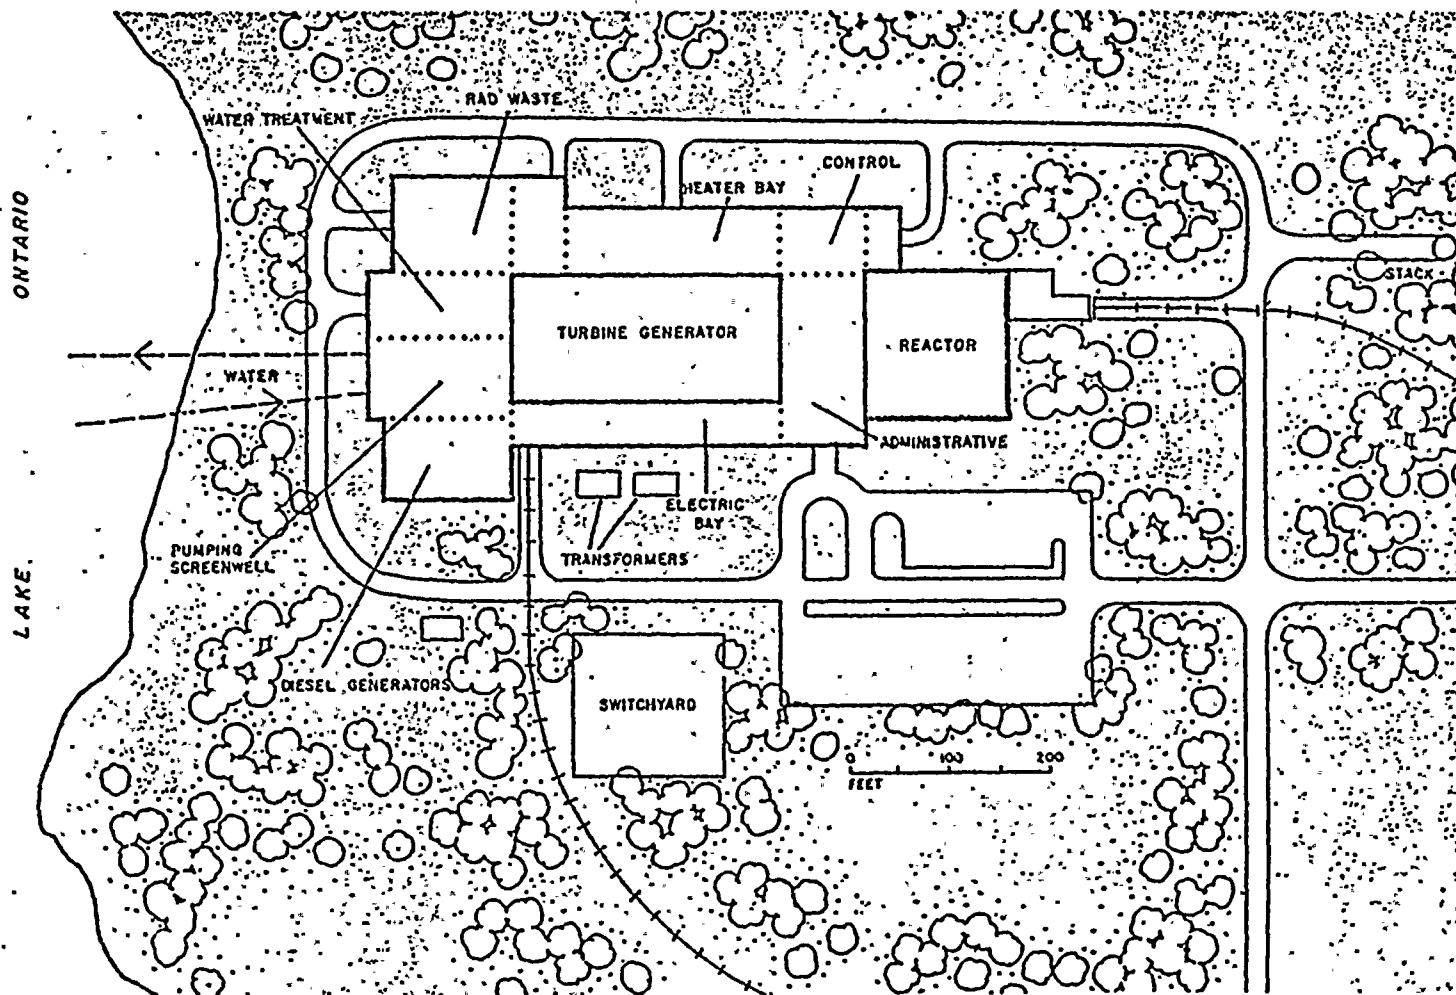 RAD WASTE
WATER TREATMENT
CONTROL
HEATER BAY
ONTARIO
STACK
TURBINE GENERATOR
REACTOR
WATER
ADMINISTRATIVE
ELECTRIC
BAY
PUMPING
SCREENWELL
TRANSFORMERS
LAKE
DIESEL GENERATORS
SWITCHYARD
0 100 200
FEET